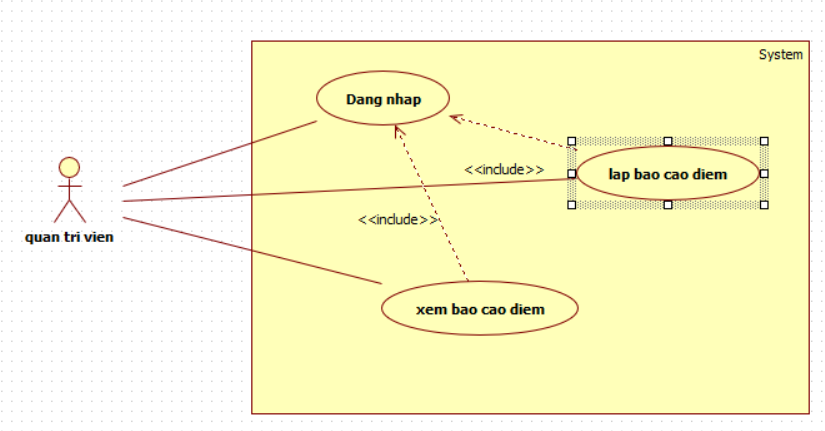 System
Dang nhap
<<include>>
lap bao cao diem
<<include>>
quan tri vien
xem bao cao diem